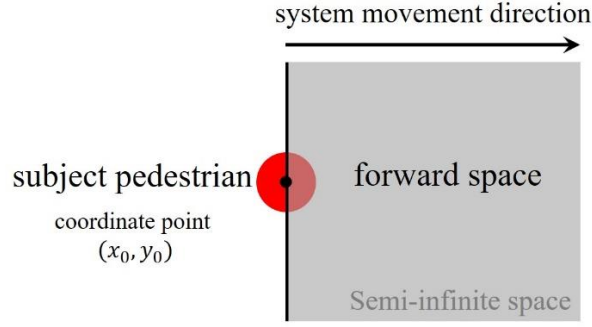 system movement direction
subject pedestrian
forward space
coordinate point
(x₀, y₀)
Semi-infinite space